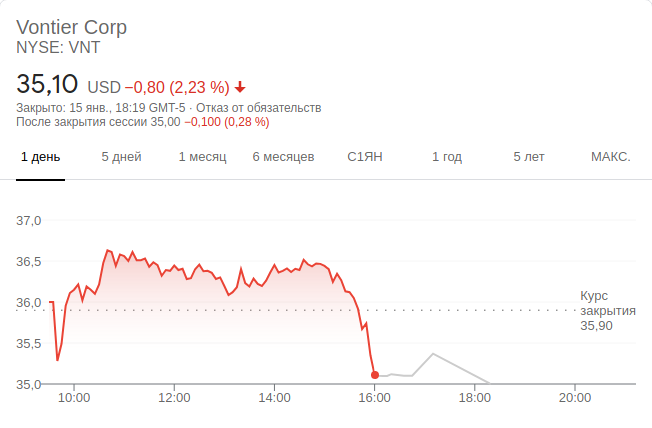 Vontier Corp
NYSE: VNT
35,10 USD −0,80 (2,23 %)
Закрыто: 15 янв., 18:19 GMT-5 · Отказ от обязательств
После закрытия сессии 35,00 −0,100 (0,28 %)
1 день 5 дней 1 месяц 6 месяцев С1ЯН 1 год 5 лет МАКС.
37,0
36,5
36,0
35,5
35,0
Курс
закрытия
35,90
10:00 12:00 14:00 16:00 18:00 20:00